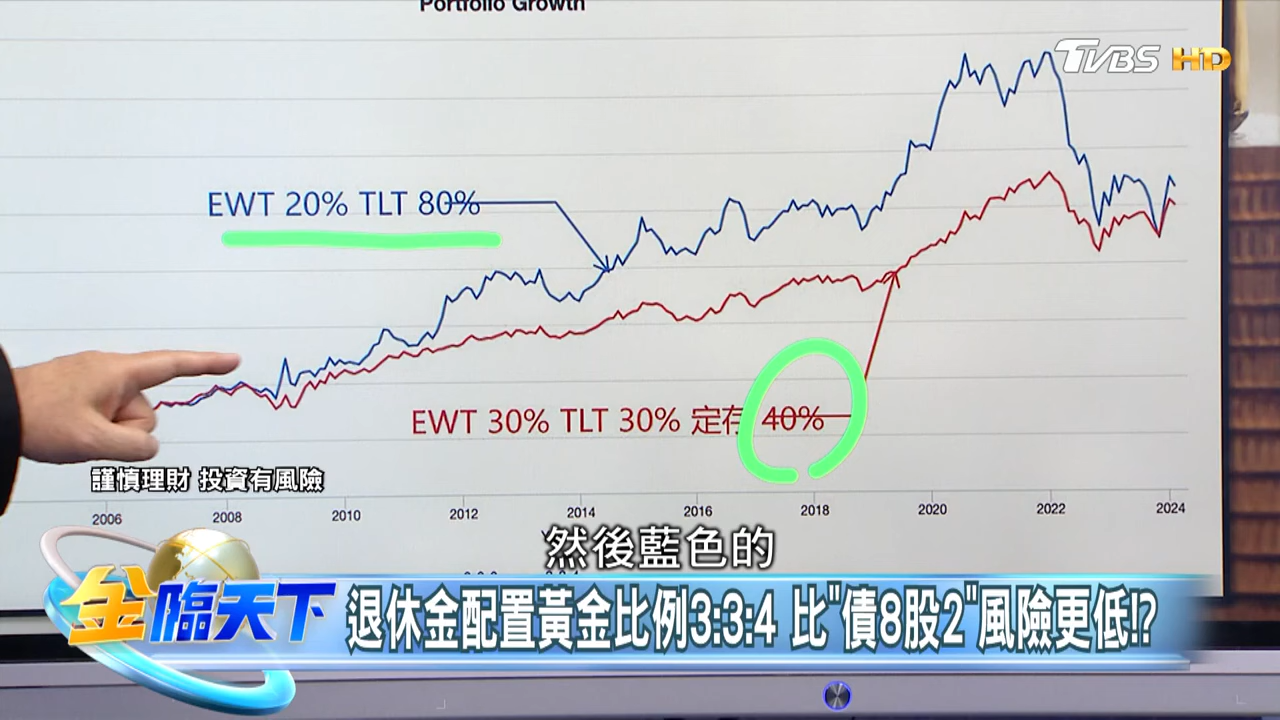 Portfolio Growth
TVBS HD
EWT 20% TLT 80%
EWT 30% TLT 30% 定存 40%
謹慎理財 投資有風險
2006 2008 2010 2012 2014 2016 2018 2020 2022 2024
然後藍色的
金臨天下
退休金配置黃金比例3:3:4 比"債8股2"風險更低!?